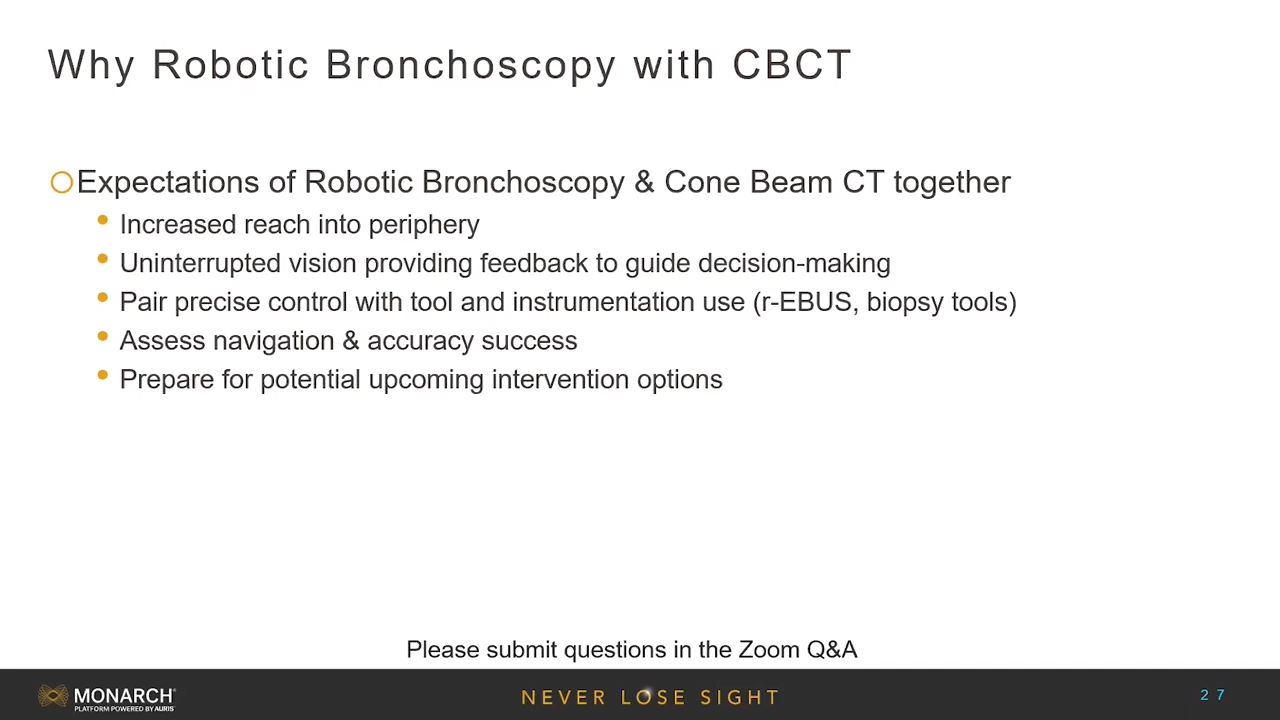 Why Robotic Bronchoscopy with CBCT
Expectations of Robotic Bronchoscopy & Cone Beam CT together
Increased reach into periphery
Uninterrupted vision providing feedback to guide decision-making
Pair precise control with tool and instrumentation use (r-EBUS, biopsy tools)
Assess navigation & accuracy success
Prepare for potential upcoming intervention options
Please submit questions in the Zoom Q&A
MONARCH®
PLATFORM POWERED BY AURIS
NEVER LOSE SIGHT
27